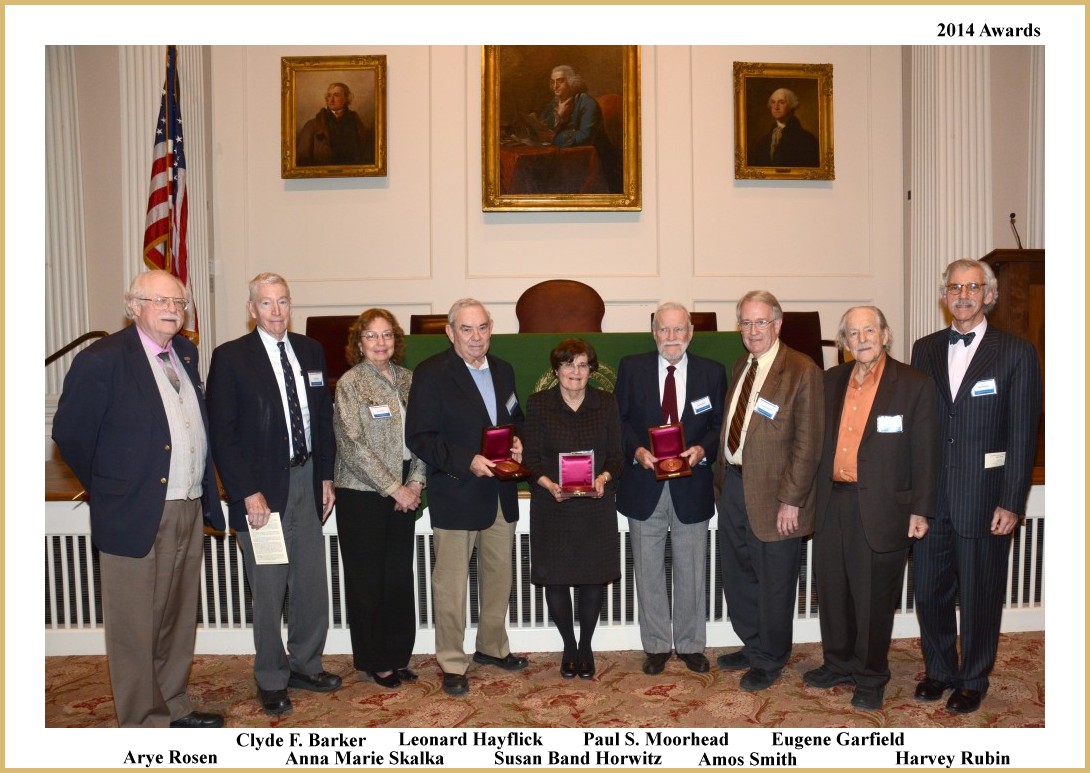 2014 Awards
Clyde F. Barker Leonard Hayflick Paul S. Moorhead Eugene Garfield
Arye Rosen Anna Marie Skalka Susan Band Horwitz Amos Smith Harvey Rubin